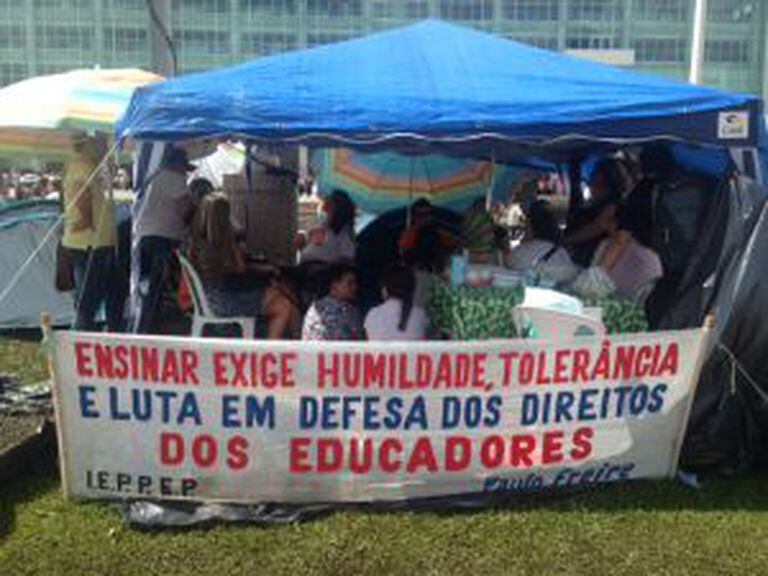 ENSINAR EXIGE HUMILDADE, TOLERÂNCIA
E LUTA EM DEFESA DOS DIREITOS
DOS EDUCADORES
I.E.P.P.E.P Paulo Freire